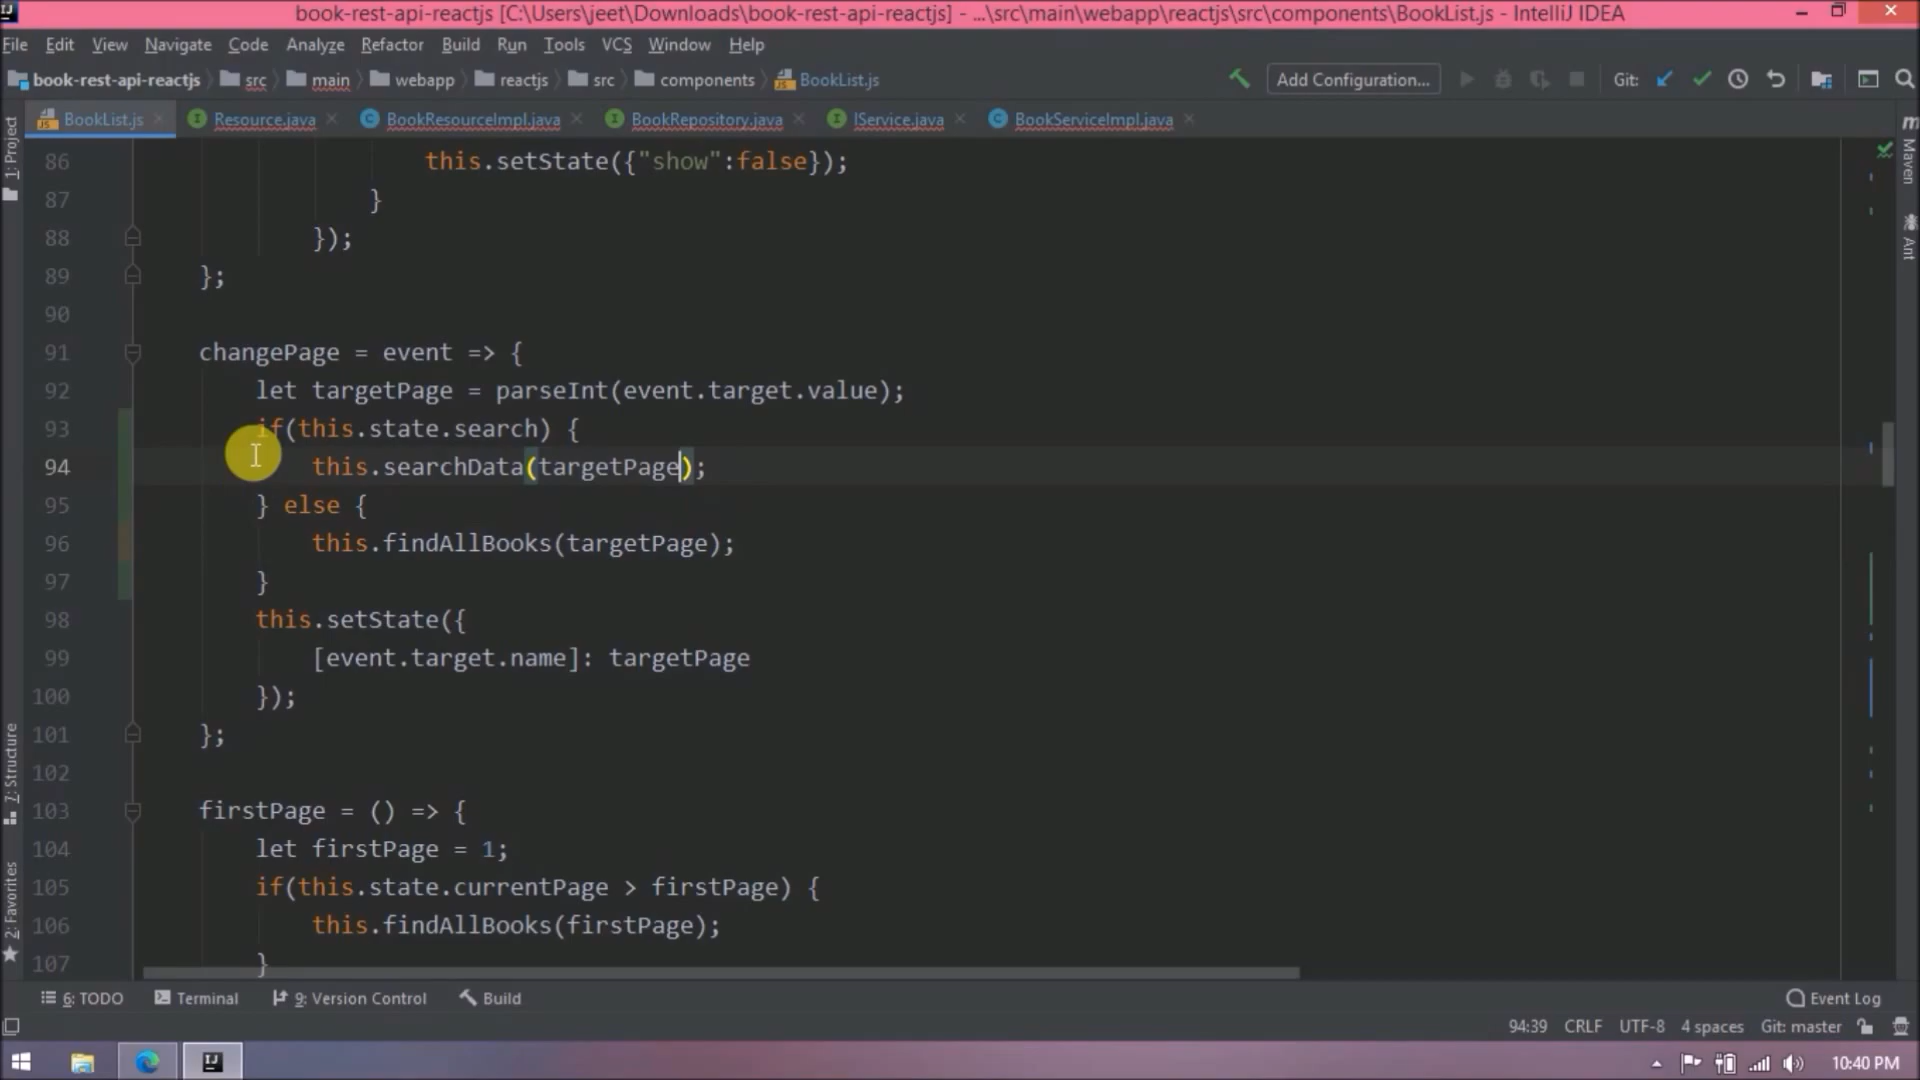 book-rest-api-reactjs [C:\Users\jeet\Downloads\book-rest-api-reactjs] - ...\src\main\webapp\reactjs\src\components\BookList.js - IntelliJ IDEA
File Edit View Navigate Code Analyze Refactor Build Run Tools VCS Window Help
book-rest-api-reactjs src main webapp reactjs src components BookList.js Add Configuration... Git:
BookList.js Resource.java BookResourceImpl.java BookRepository.java IService.java BookServiceImpl.java
1: Project
Maven
Ant
7: Structure
2: Favorites
86 this.setState({"show":false});
87 }
88 });
89 };
90
91 changePage = event => {
92 let targetPage = parseInt(event.target.value);
93 if(this.state.search) {
94 this.searchData(targetPage);
95 } else {
96 this.findAllBooks(targetPage);
97 }
98 this.setState({
99 [event.target.name]: targetPage
100 });
101 };
102
103 firstPage = () => {
104 let firstPage = 1;
105 if(this.state.currentPage > firstPage) {
106 this.findAllBooks(firstPage);
107 }
6: TODO Terminal 9: Version Control Build Event Log
94:39 CRLF UTF-8 4 spaces Git: master
10:40 PM